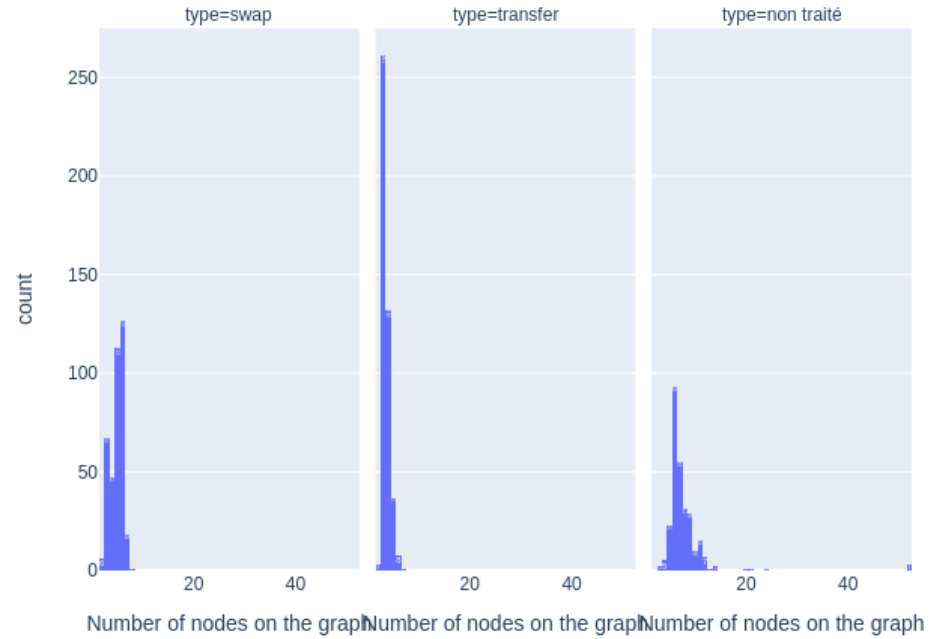 type=swap
type=transfer
type=non traité
250
200
150
100
50
0
count
20
40
20
40
20
40
Number of nodes on the graph
Number of nodes on the graph
Number of nodes on the graph